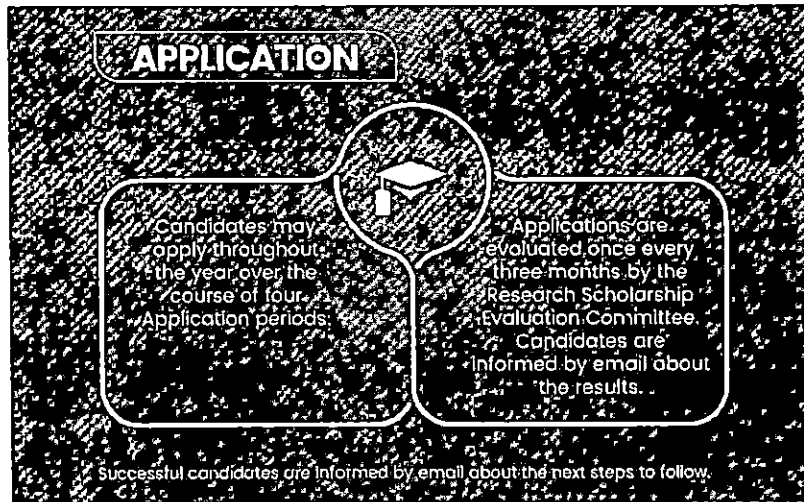 APPLICATION
Candidates may
apply throughout
the year over the
course of four
Application periods.
Applications are
evaluated once every
three months by the
Research Scholarship
Evaluation Committee.
Candidates are
informed by email about
the results.
Successful candidates are informed by email about the next steps to follow.